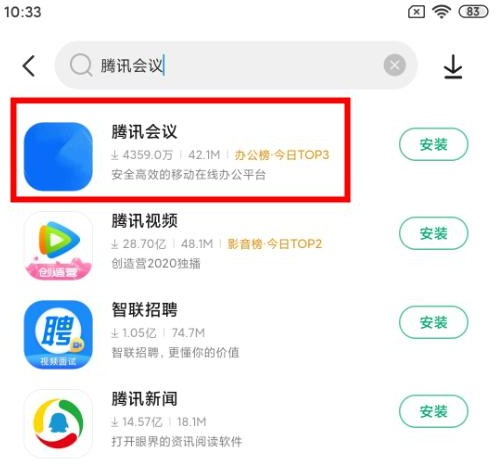 10:33
83
腾讯会议
腾讯会议
4359.0万 | 42.1M | 办公榜·今日TOP3
安全高效的移动在线办公平台
安装
腾讯视频
28.70亿 | 48.1M | 影音榜·今日TOP2
创造营2020独播
安装
创造营
智联招聘
1.05亿 | 74.7M
智联招聘，更懂你的价值
安装
聘
视频面试
腾讯新闻
14.57亿 | 18.1M
打开眼界的资讯阅读软件
安装